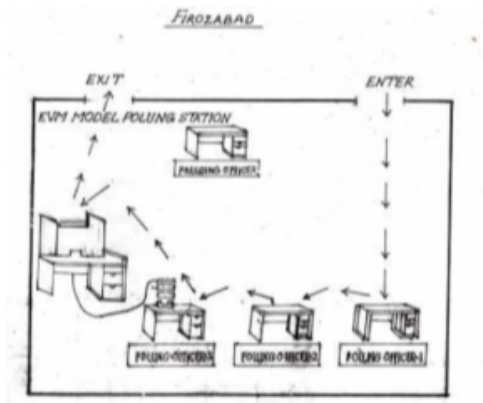 FIROZABAD
EXIT
ENTER
EVM MODEL POLLING STATION
PRESIDING OFFICER
POLLING OFFICER-3
POLLING OFFICER-2
POLLING OFFICER-1